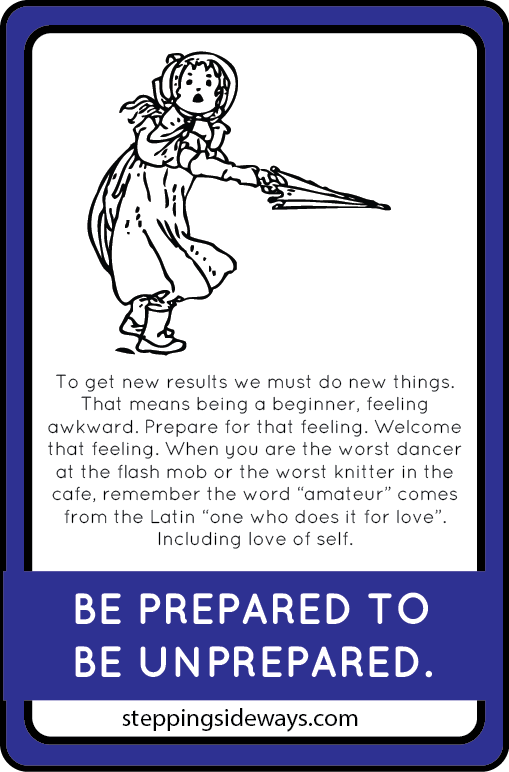 To get new results we must do new things.
That means being a beginner, feeling
awkward. Prepare for that feeling. Welcome
that feeling. When you are the worst dancer
at the flash mob or the worst knitter in the
cafe, remember the word “amateur” comes
from the Latin “one who does it for love”.
Including love of self.
BE PREPARED TO
BE UNPREPARED.
steppingsideways.com